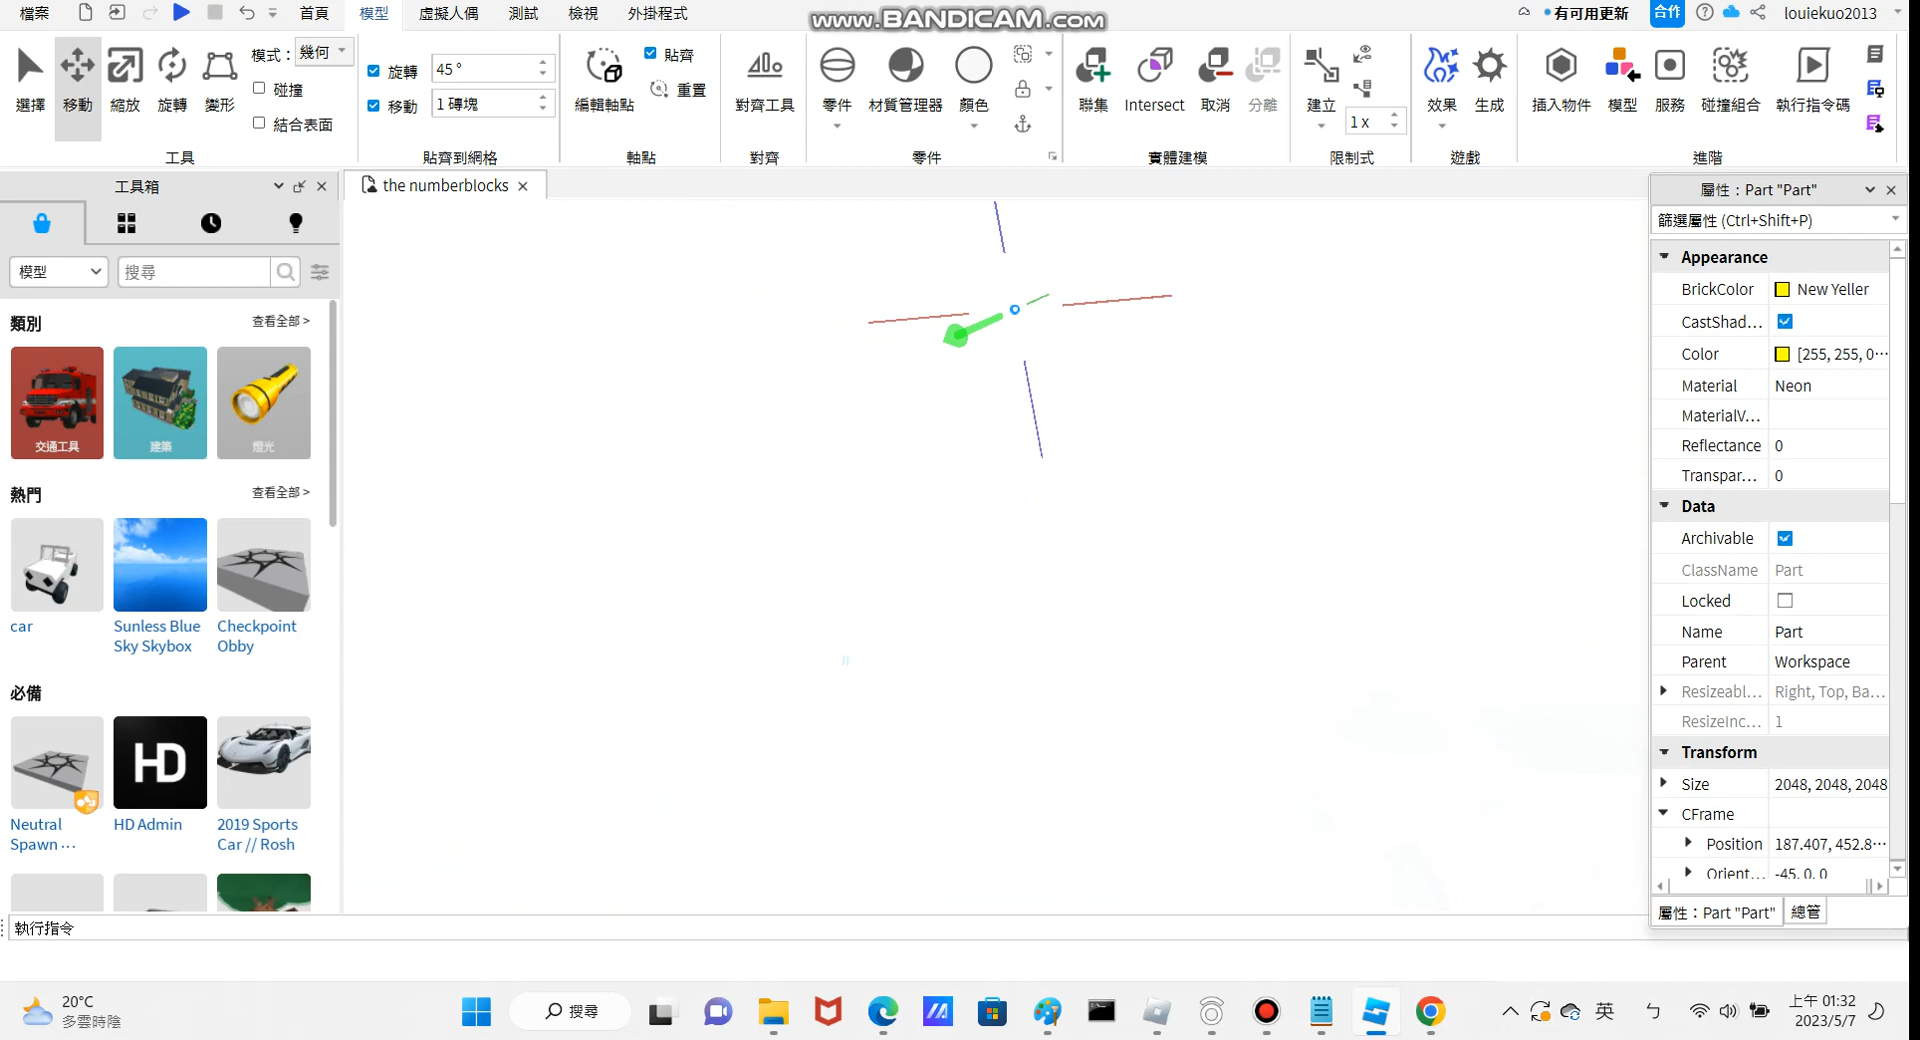 檔案 首頁 模型 虛擬人偶 測試 檢視 外掛程式
www.BANDICAM.com
有可用更新 合作 louiekuo2013
選擇 移動 縮放 旋轉 變形
模式： 幾何
碰撞
結合表面
工具
旋轉 45 °
移動 1 磚塊
貼齊到網格
編輯軸點 貼齊
重置
軸點
對齊工具
對齊
零件 材質管理器 顏色
零件
聯集 Intersect 取消 分離
實體建模
建立 1 x
限制式
效果 生成
遊戲
插入物件 模型 服務 碰撞組合 執行指令碼
進階
工具箱
the numberblocks
模型 搜尋
類別 查看全部 >
交通工具 建築 燈光
熱門 查看全部 >
car
Sunless Blue
Sky Skybox
Checkpoint
Obby
必備
HD
Neutral
Spawn ...
HD Admin
2019 Sports
Car // Rosh
屬性：Part "Part"
篩選屬性 (Ctrl+Shift+P)
Appearance
BrickColor New Yeller
CastShad...
Color [255, 255, 0...
Material Neon
MaterialV...
Reflectance 0
Transpar... 0
Data
Archivable
ClassName Part
Locked
Name Part
Parent Workspace
Resizeabl... Right, Top, Ba...
ResizeInc... 1
Transform
Size 2048, 2048, 2048
CFrame
Position 187.407, 452.8...
Orient... -45, 0, 0
屬性：Part "Part" 總管
執行指令
20°C
多雲時陰
搜尋
英 ㄅ
上午 01:32
2023/5/7